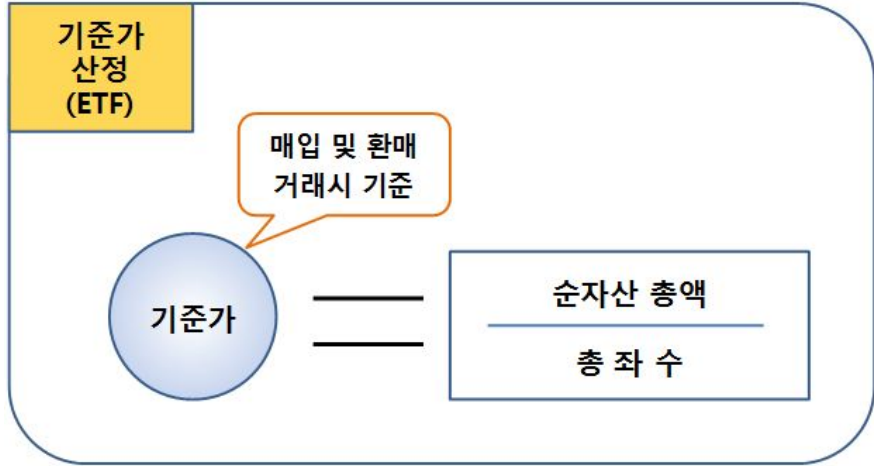 기준가
산정
(ETF)
매입 및 환매
거래시 기준
기준가
순자산 총액
총 좌 수